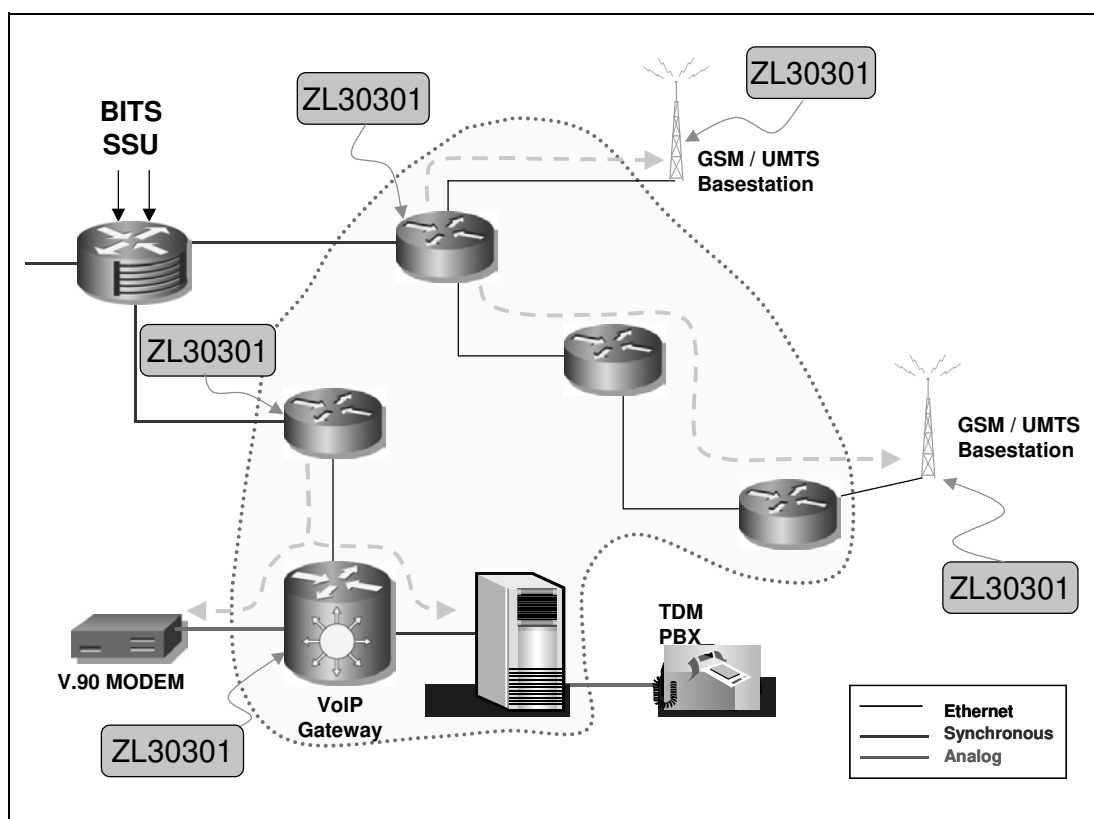 ZL30301
ZL30301
BITS
SSU
GSM / UMTS
Basestation
ZL30301
GSM / UMTS
Basestation
ZL30301
TDM
PBX
V.90 MODEM
VoIP
Gateway
ZL30301
Ethernet
Synchronous
Analog